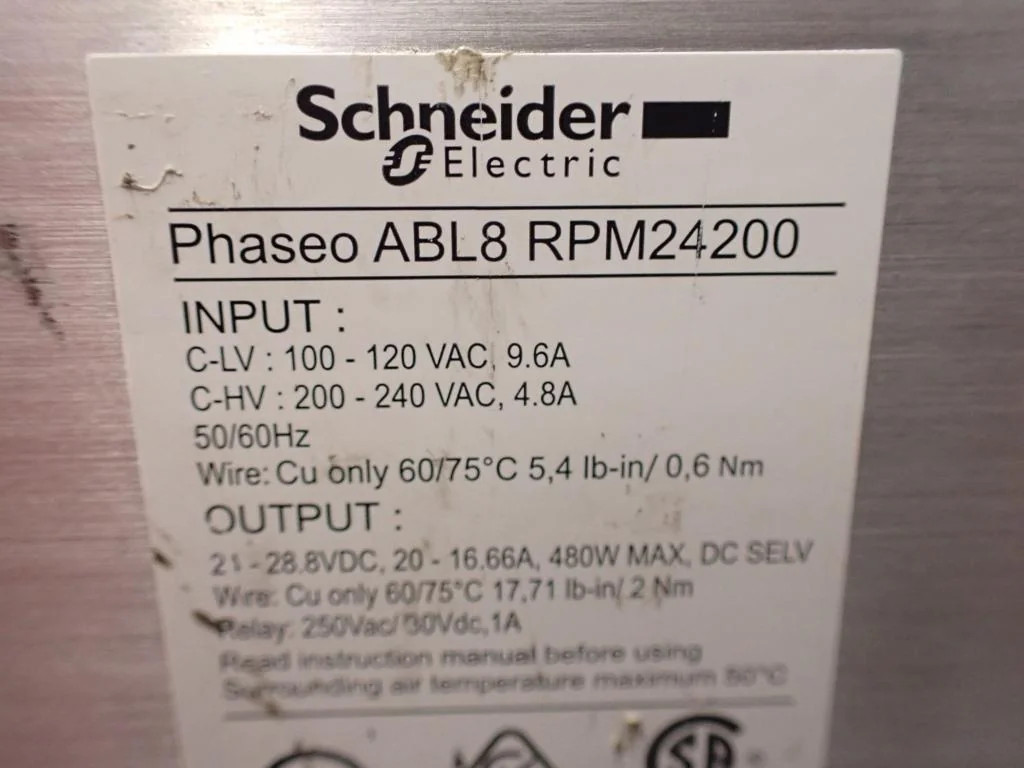 Schneider
Electric
Phaseo ABL8 RPM24200
INPUT :
C-LV : 100 - 120 VAC, 9.6A
C-HV : 200 - 240 VAC, 4.8A
50/60Hz
Wire: Cu only 60/75°C 5,4 lb-in/ 0,6 Nm
OUTPUT :
21 - 28.8VDC, 20 - 16.66A, 480W MAX, DC SELV
Wire: Cu only 60/75°C 17,71 lb-in/ 2 Nm
Relay: 250Vac/ 30Vdc,1A
Read instruction manual before using
Surrounding air temperature maximum 50°C
SA